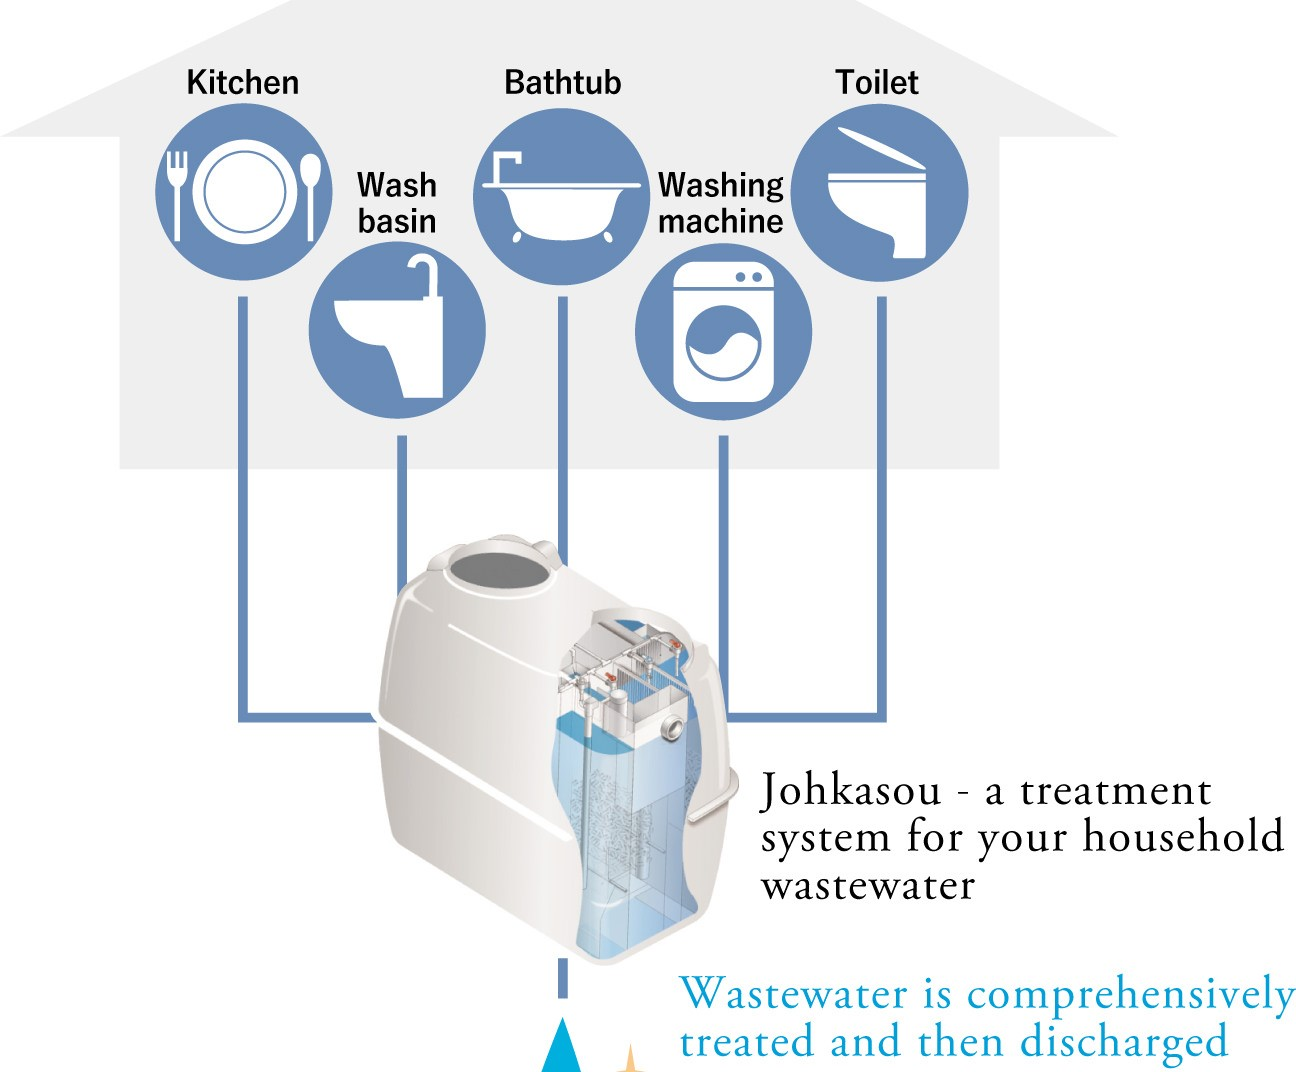 Kitchen
Bathtub
Toilet
Wash
basin
Washing
machine
Johkasou - a treatment
system for your household
wastewater
Wastewater is comprehensively
treated and then discharged